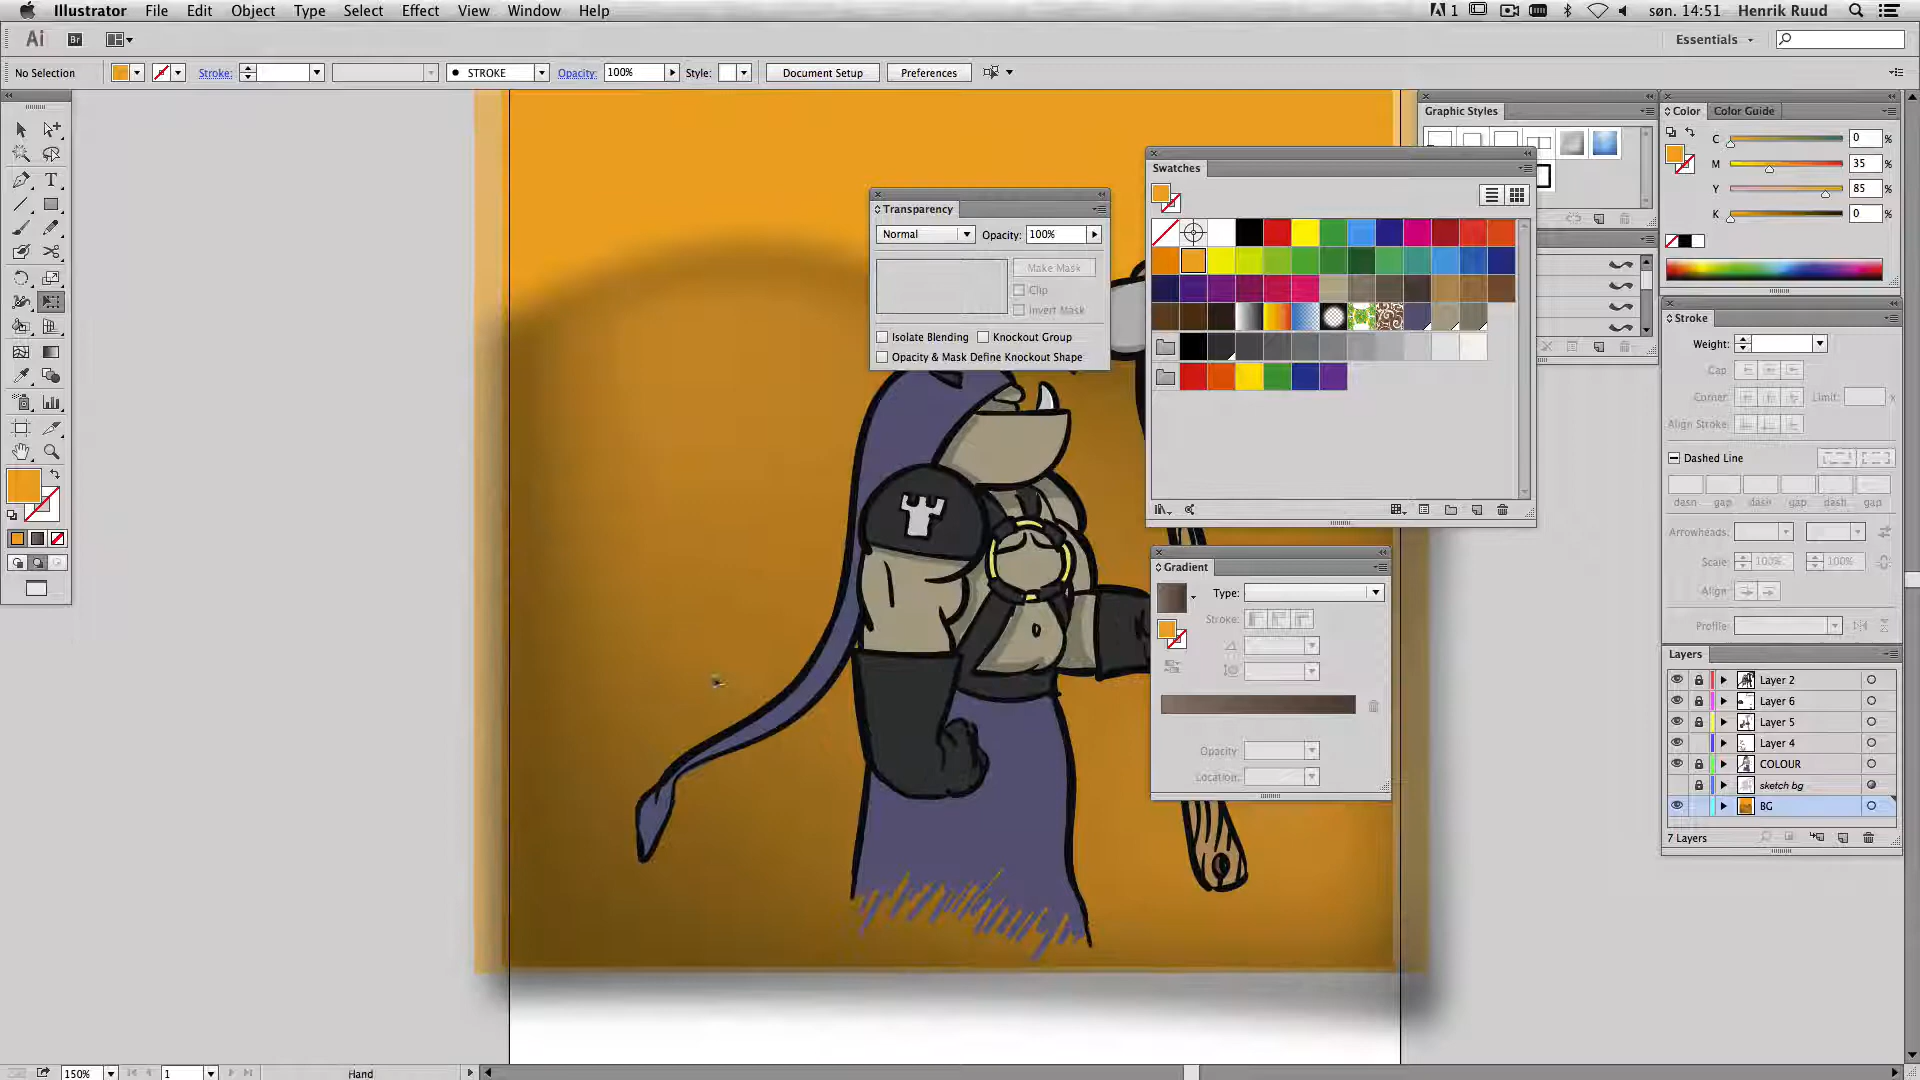 Illustrator File Edit Object Type Select Effect View Window Help
1 søn. 14:51 Henrik Ruud
Ai Br Essentials
No Selection Stroke: STROKE Opacity: 100% Style: Document Setup Preferences
Graphic Styles
Color Color Guide
C 0 %
M 35 %
Y 85 %
K 0 %
Swatches
Transparency
Normal Opacity: 100%
Make Mask
Clip
Invert Mask
Isolate Blending Knockout Group
Opacity & Mask Define Knockout Shape
Stroke
Weight:
Cap
Corner: Limit: x
Align Stroke:
Dashed Line
dash gap dash gap dash gap
Arrowheads:
Scale: 100% 100%
Align
Profile:
Gradient
Type:
Stroke:
Opacity:
Location:
Layers
Layer 2
Layer 6
Layer 5
Layer 4
COLOUR
sketch bg
BG
7 Layers
150% 1 Hand